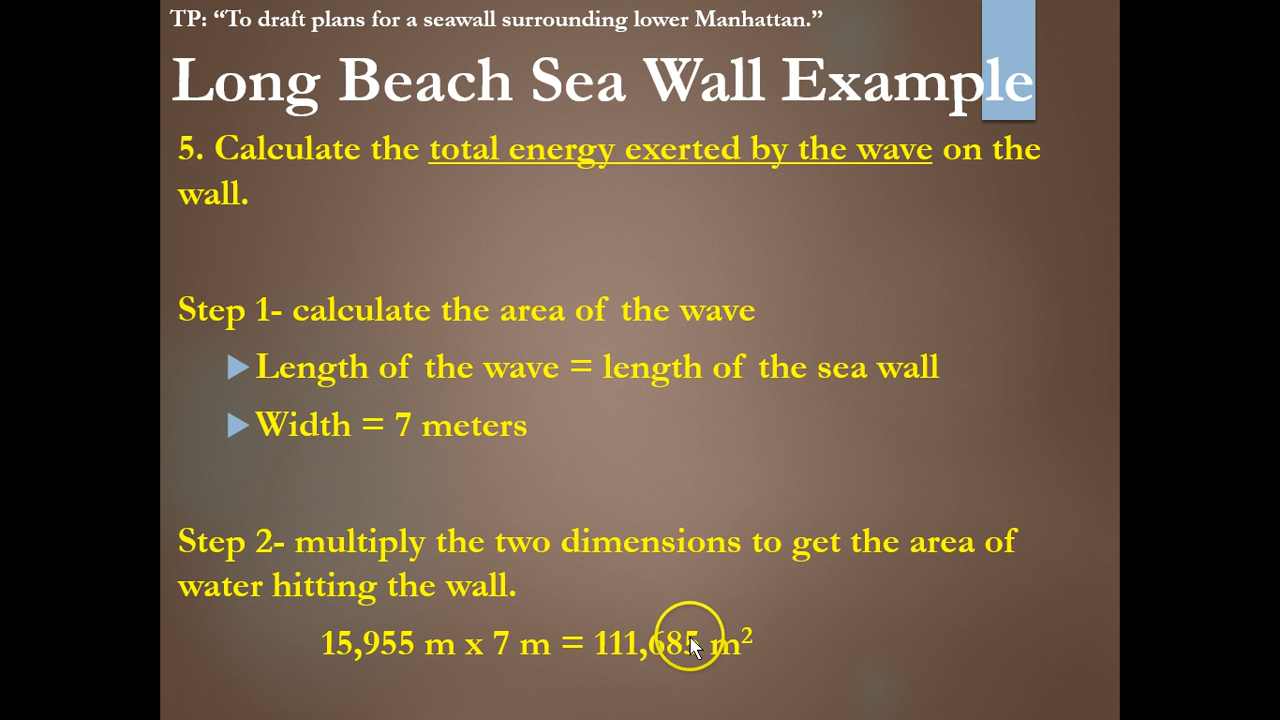 TP: “To draft plans for a seawall surrounding lower Manhattan.”
Long Beach Sea Wall Example
5. Calculate the total energy exerted by the wave on the
wall.
Step 1- calculate the area of the wave
Length of the wave = length of the sea wall
Width = 7 meters
Step 2- multiply the two dimensions to get the area of
water hitting the wall.
15,955 m x 7 m = 111,685 m²